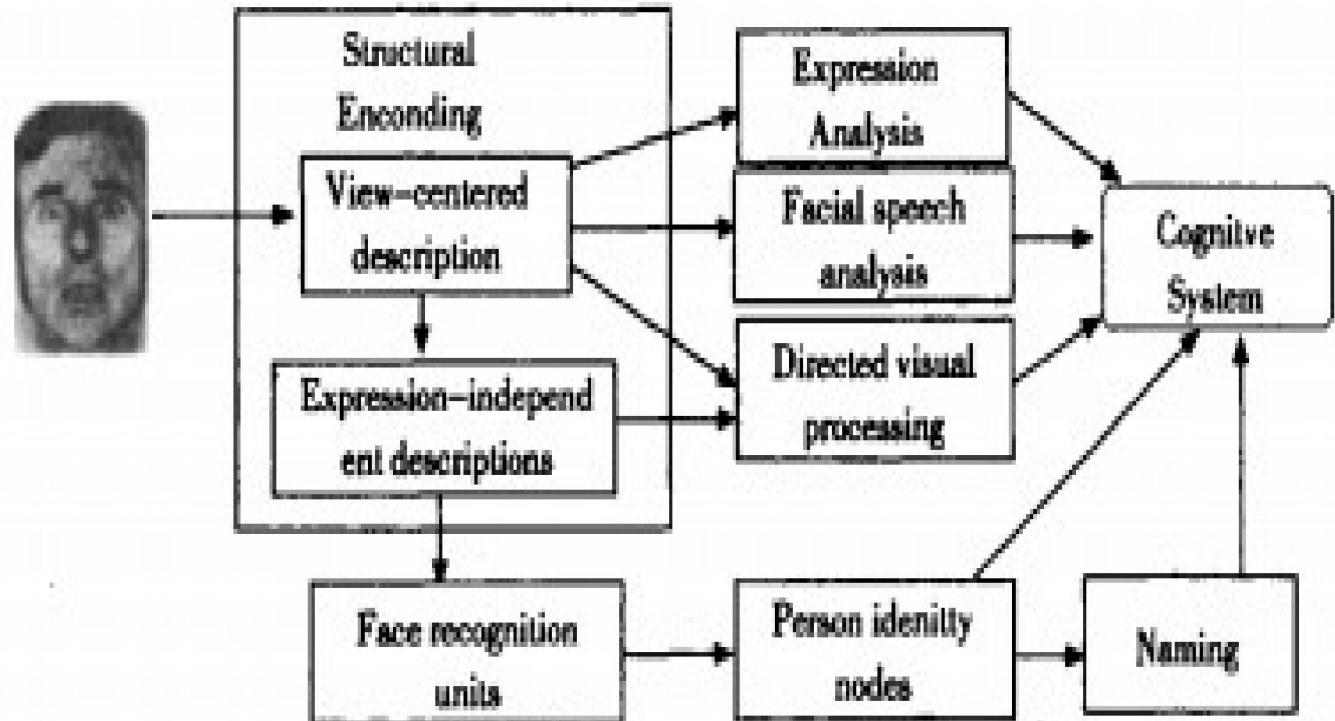 Structural
Enconding
View-centered
description
Expression-independ
ent descriptions
Expression
Analysis
Facial speech
analysis
Directed visual
processing
Cognitve
System
Face recognition
units
Person idenitty
nodes
Naming